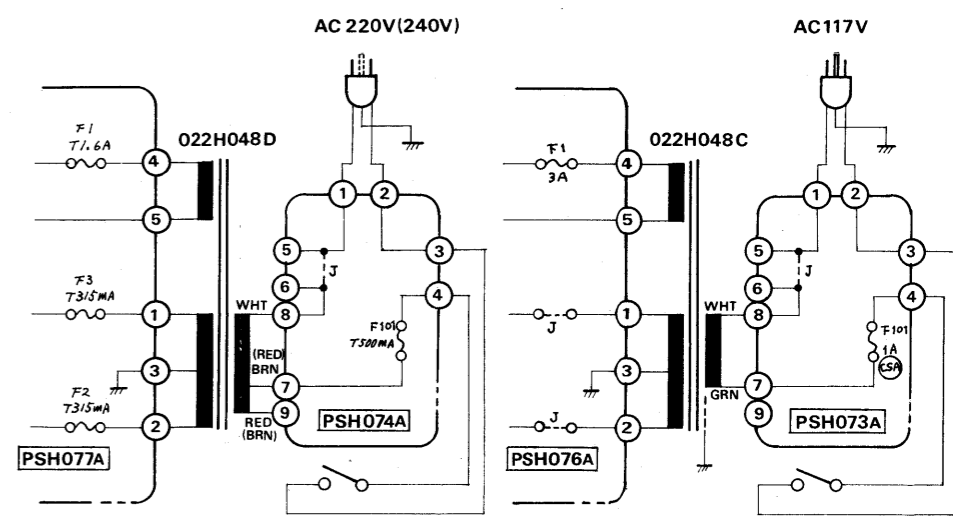 AC 220V(240V)
F1
T1.6A
4
022H048D
5
1
2
5
J
6
3
4
F3
T315mA
1
WHT
8
F101
T500mA
(RED)
BRN
3
7
F2
T315mA
2
9
RED
(BRN)
PSH074A
PSH077A
AC117V
F1
3A
4
022H048C
5
1
2
5
J
6
3
4
J
1
WHT
8
F101
1A
CSA
3
7
GRN
J
2
9
PSH073A
PSH076A